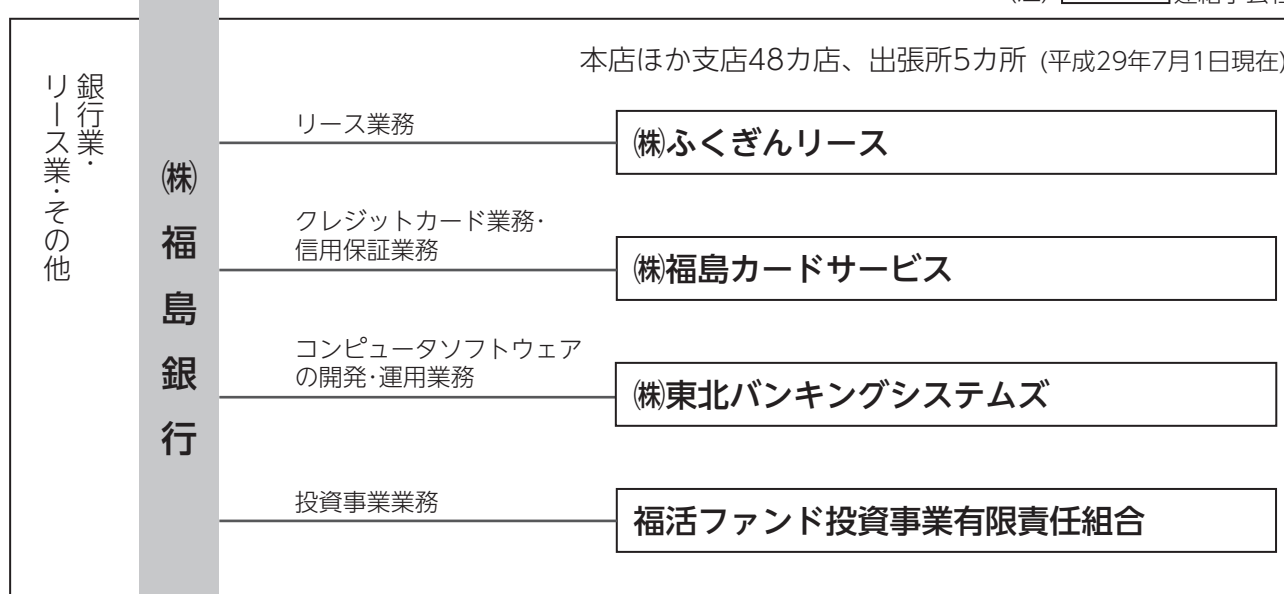 連結子会社
本店ほか支店48カ店、出張所5カ所 (平成29年7月1日現在)
銀行業・
リース業・その他
㈱福島銀行
リース業務
㈱ふくぎんリース
クレジットカード業務・
信用保証業務
㈱福島カードサービス
コンピュータソフトウェア
の開発・運用業務
㈱東北バンキングシステムズ
投資事業業務
福活ファンド投資事業有限責任組合